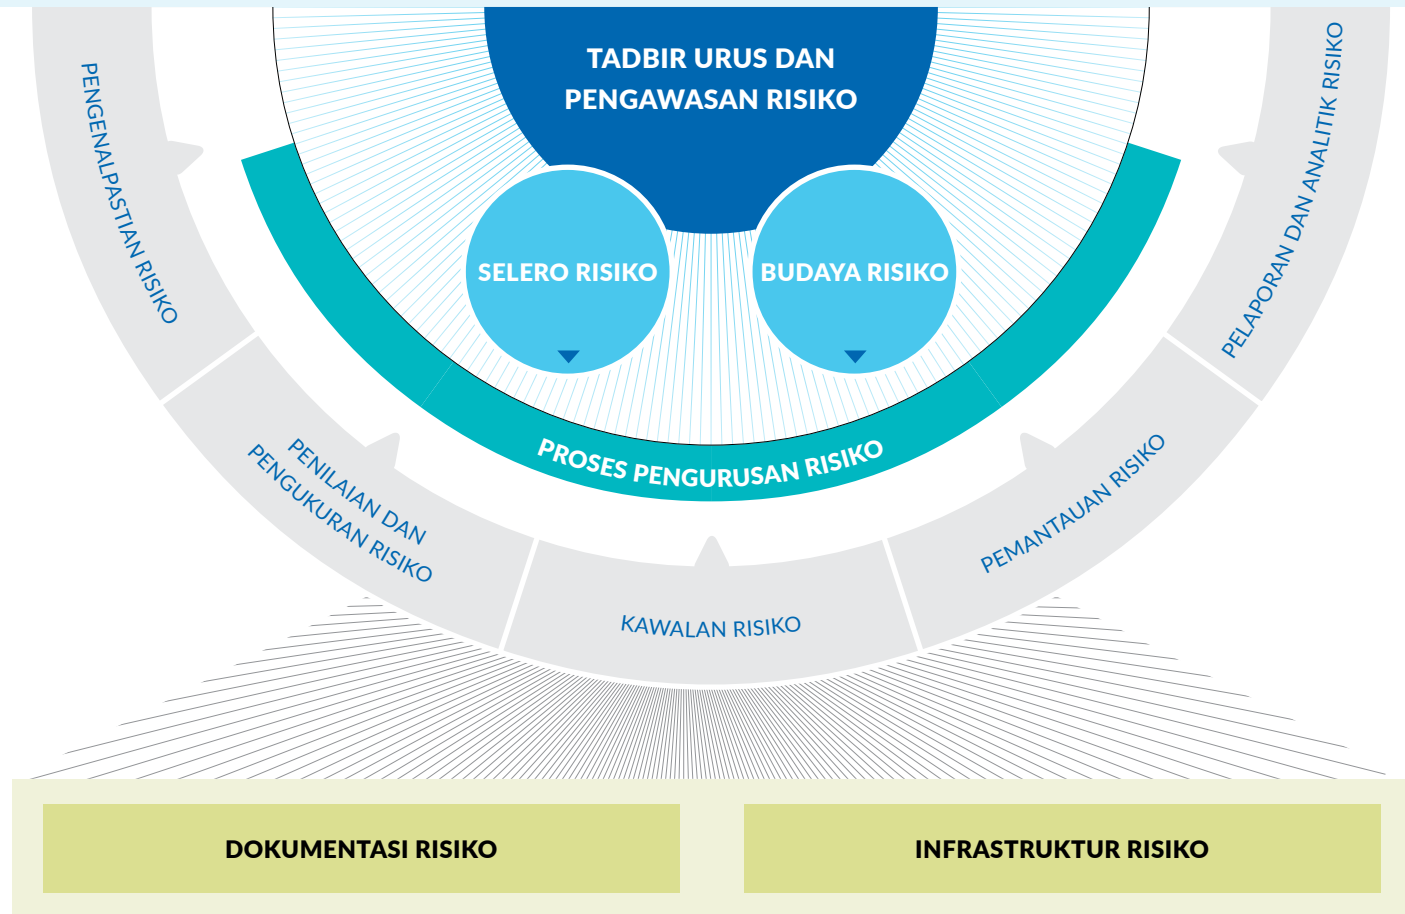 TADBIR URUS DAN
PENGAWASAN RISIKO
SELERO RISIKO
BUDAYA RISIKO
PROSES PENGURUSAN RISIKO
PENGENALPASTIAN RISIKO
PENILAIAN DAN
PENGUKURAN RISIKO
KAWALAN RISIKO
PEMANTAUAN RISIKO
PELAPORAN DAN ANALITIK RISIKO
DOKUMENTASI RISIKO
INFRASTRUKTUR RISIKO